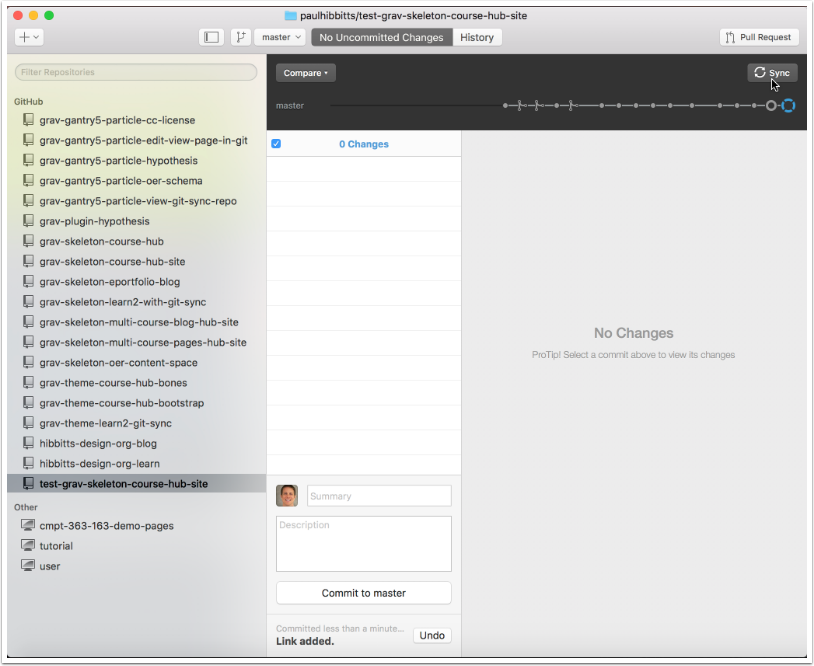 paulhibbitts/test-grav-skeleton-course-hub-site
master
No Uncommitted Changes
History
Pull Request
Filter Repositories
Compare
Sync
master
GitHub
grav-gantry5-particle-cc-license
grav-gantry5-particle-edit-view-page-in-git
grav-gantry5-particle-hypothesis
grav-gantry5-particle-oer-schema
grav-gantry5-particle-view-git-sync-repo
grav-plugin-hypothesis
grav-skeleton-course-hub
grav-skeleton-course-hub-site
grav-skeleton-eportfolio-blog
grav-skeleton-learn2-with-git-sync
grav-skeleton-multi-course-blog-hub-site
grav-skeleton-multi-course-pages-hub-site
grav-skeleton-oer-content-space
grav-theme-course-hub-bones
grav-theme-course-hub-bootstrap
grav-theme-learn2-git-sync
hibbitts-design-org-blog
hibbitts-design-org-learn
test-grav-skeleton-course-hub-site
Other
cmpt-363-163-demo-pages
tutorial
user
0 Changes
No Changes
ProTip! Select a commit above to view its changes
Summary
Description
Commit to master
Committed less than a minute...
Link added.
Undo